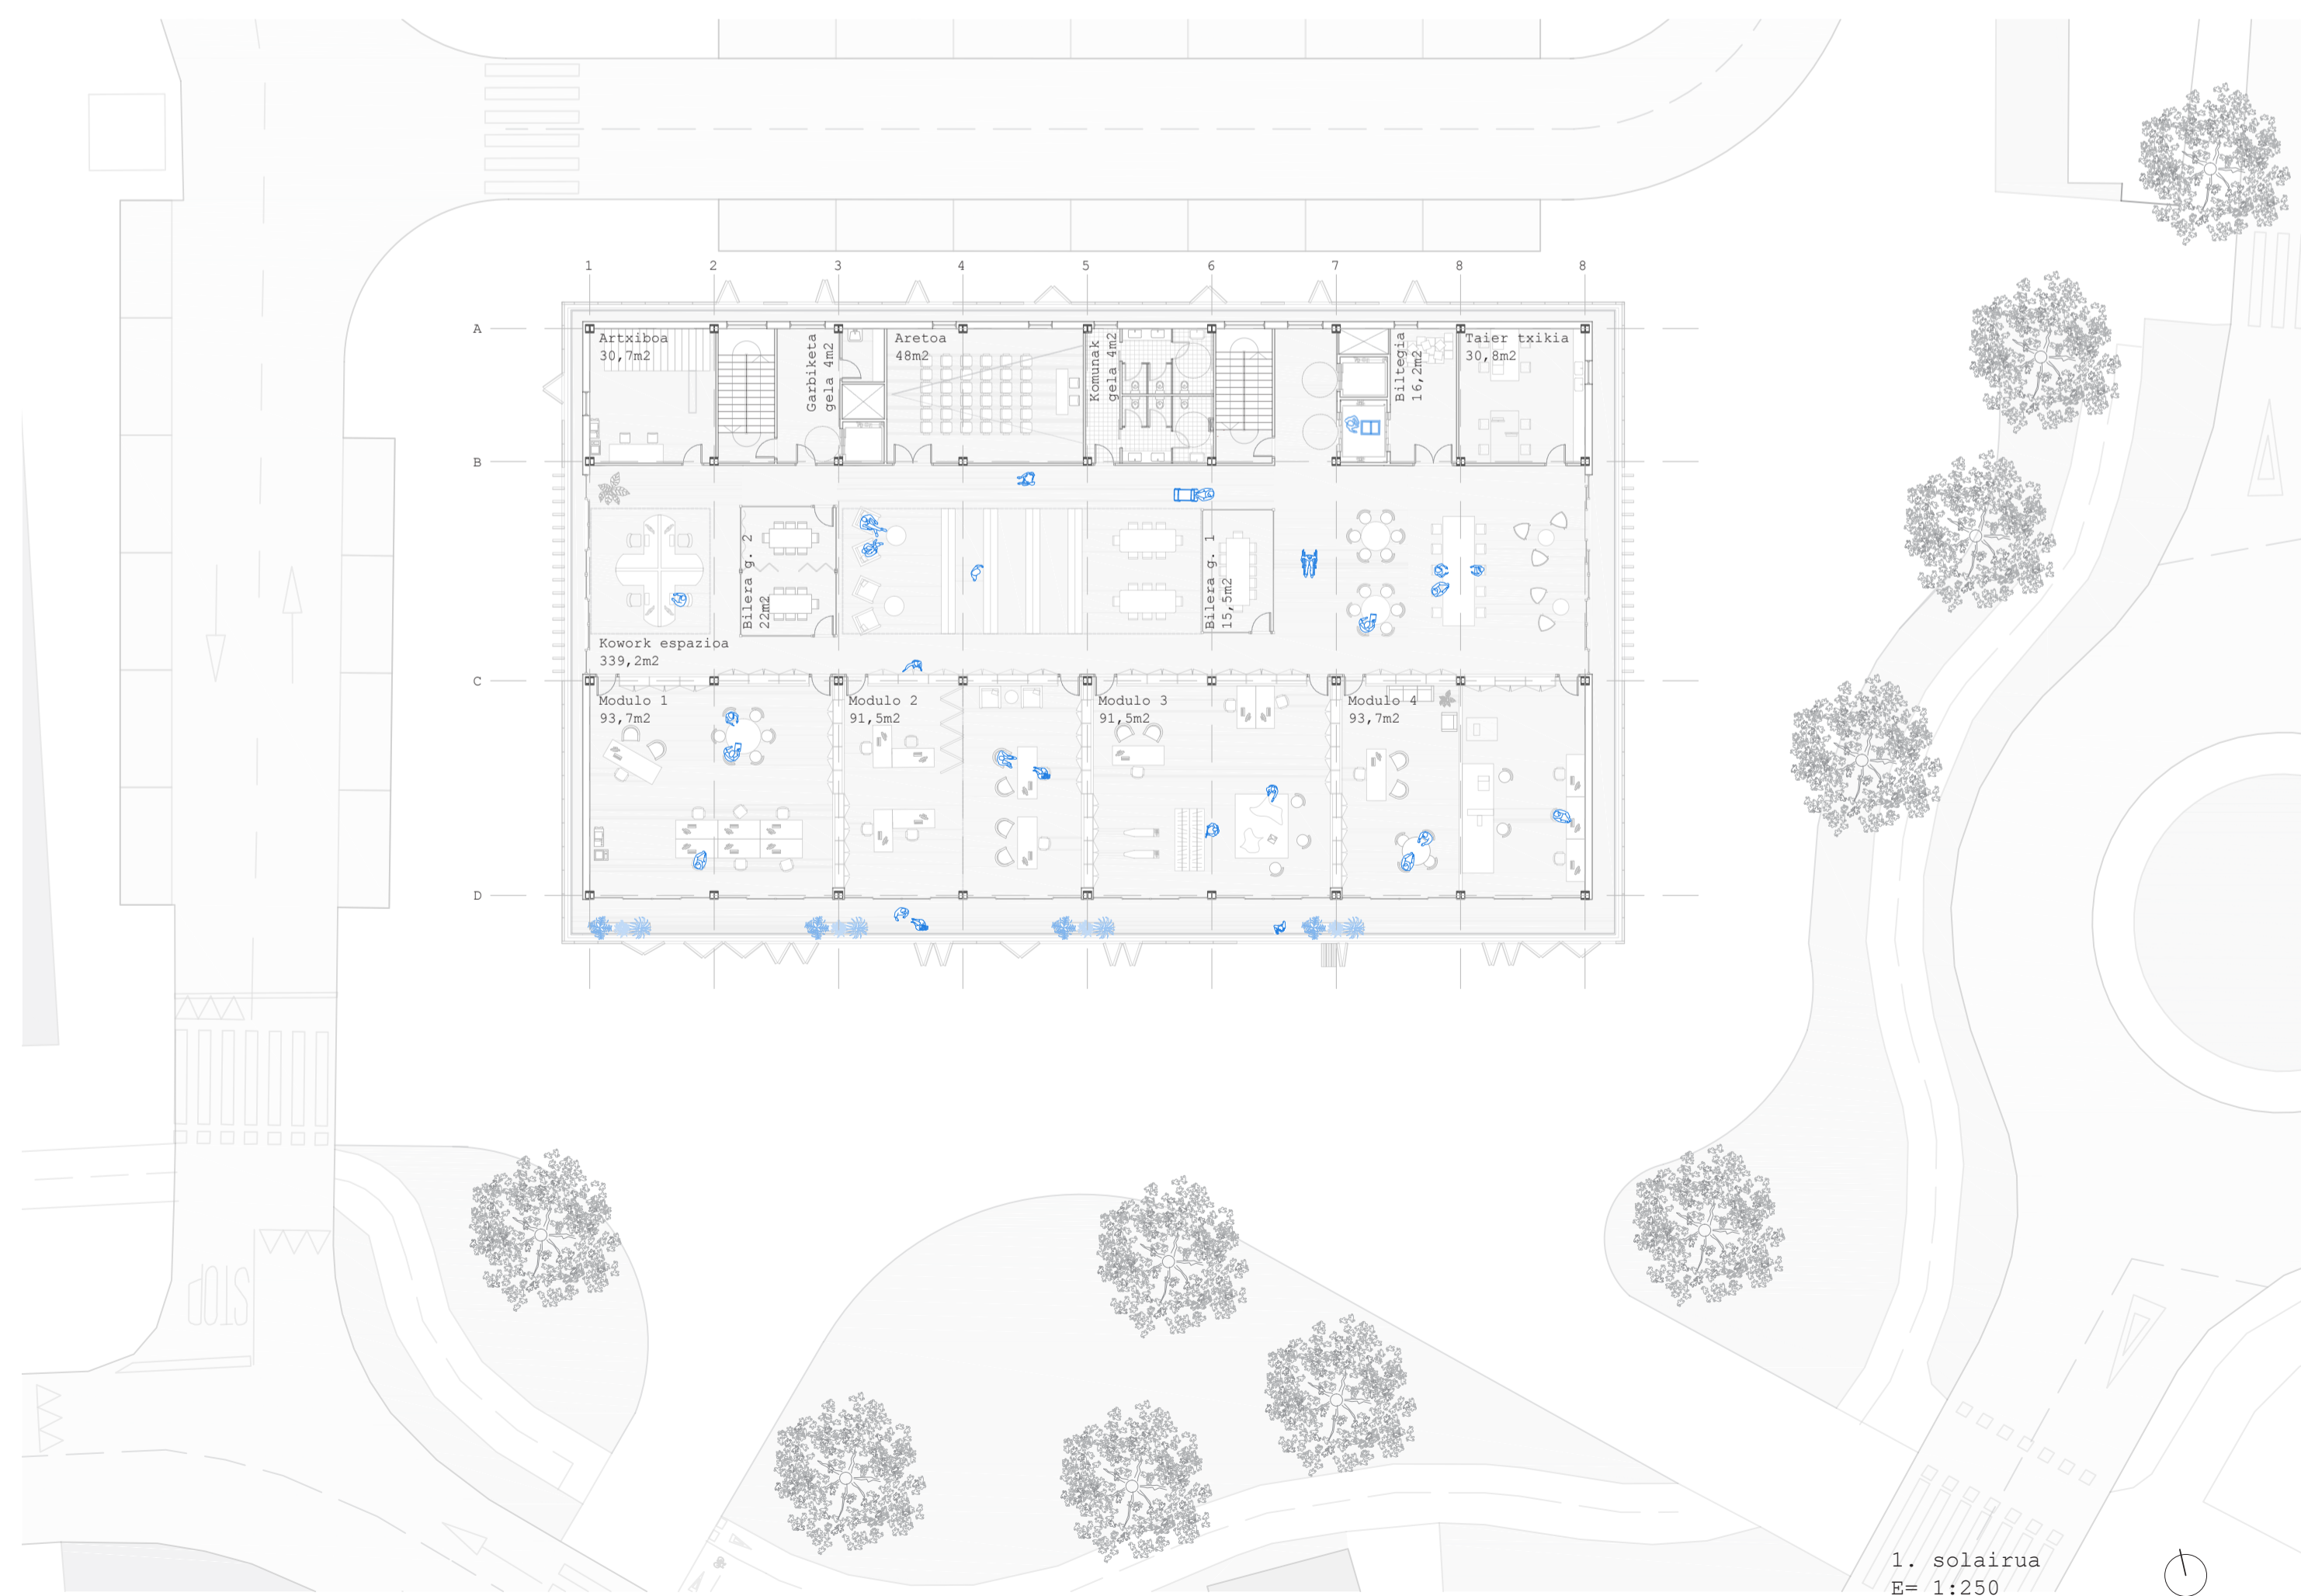 1 2 3 4 5 6 7 8 8
A
Artxiboa
30,7m2
Garbiketa
gela 4m2
Aretoa
48m2
Komunak
gela 4m2
Biltegia
16,2m2
Taier txikia
30,8m2
B
Bilera g. 2
22m2
Bilera g. 1
15,5m2
Kowork espazioa
339,2m2
C
Modulo 1
93,7m2
Modulo 2
91,5m2
Modulo 3
91,5m2
Modulo 4
93,7m2
D
STOP
1. solairua
E= 1:250